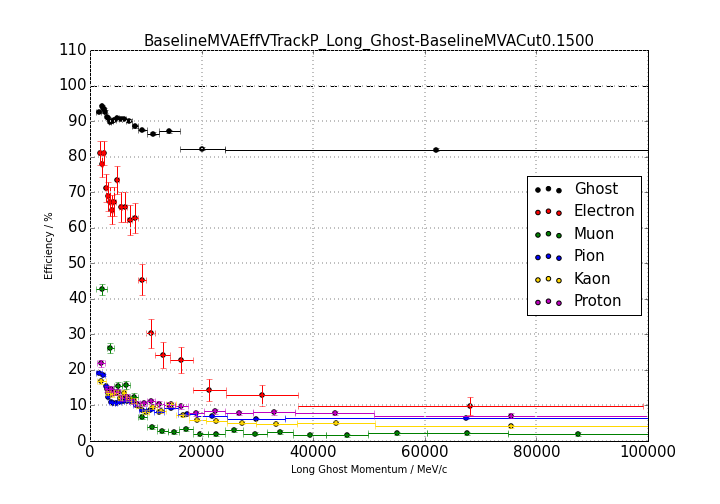 BaselineMVAEffVTrackP_Long_Ghost-BaselineMVACut0.1500
110
100
90
80
70
60
50
40
30
20
10
0
Efficiency / %
Ghost
Electron
Muon
Pion
Kaon
Proton
0 20000 40000 60000 80000 100000
Long Ghost Momentum / MeV/c